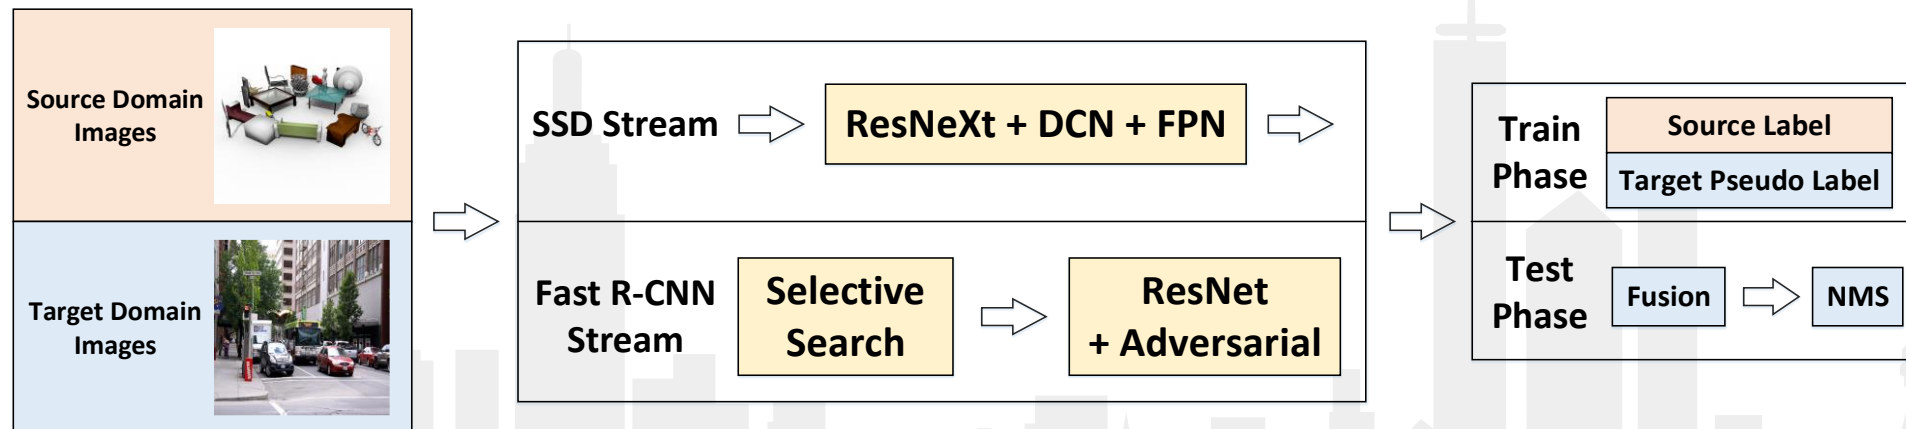 Source Domain
Images
Target Domain
Images
SSD Stream
ResNeXt + DCN + FPN
Fast R-CNN
Stream
Selective
Search
ResNet
+ Adversarial
Train
Phase
Source Label
Target Pseudo Label
Test
Phase
Fusion
NMS